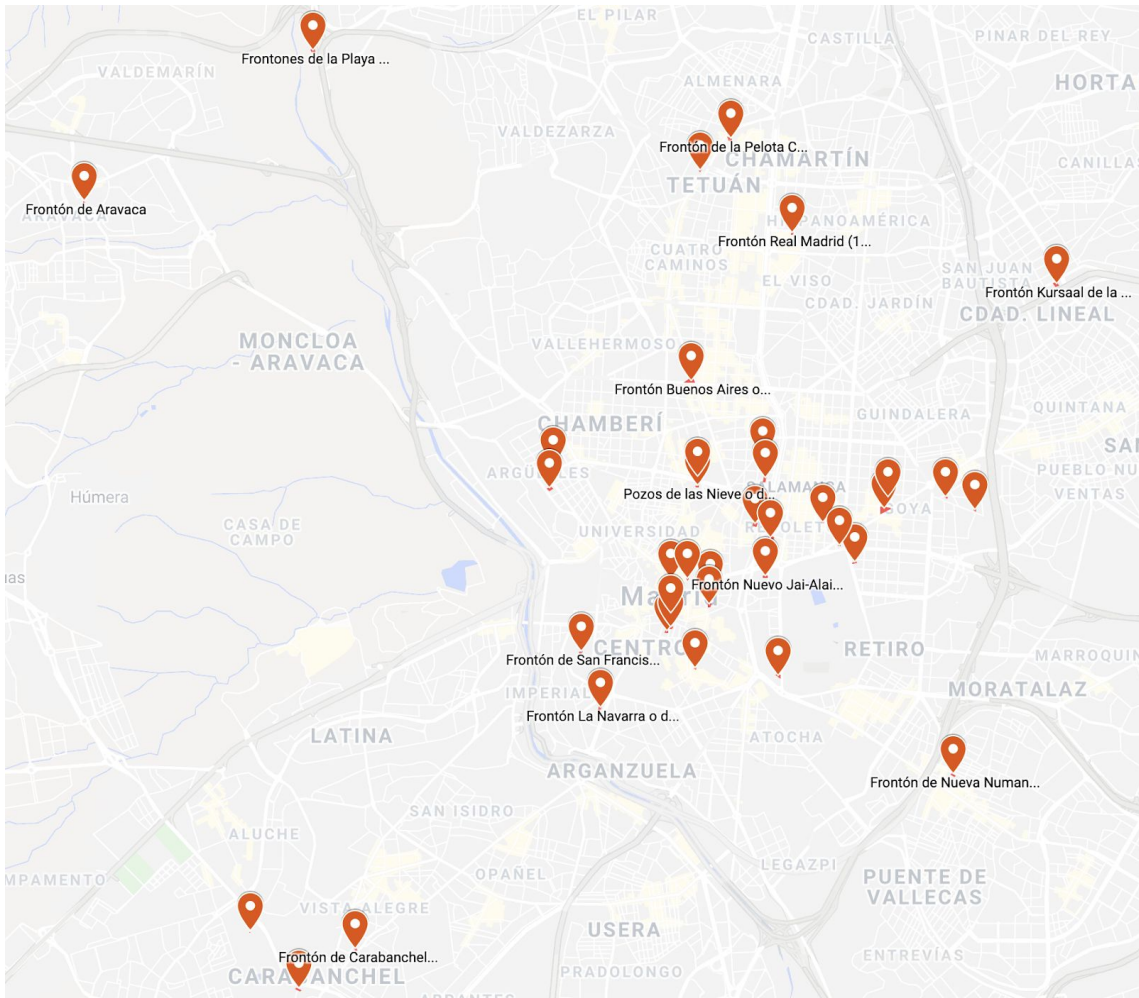 EL PILAR
PINAR DEL REY
CASTILLA
Frontones de la Playa ...
VALDEMARÍN
ALMENARA
HORTA
VALDEZARZA
Frontón de la Pelota C...
CHAMARTÍN
CANILLAS
TETUÁN
Frontón de Aravaca
HISPANOAMÉRICA
Frontón Real Madrid (1...
CUATRO
CAMINOS
EL VISO
SAN JUAN
BAUTISTA
Frontón Kursaal de la ...
CDAD. JARDÍN
CDAD. LINEAL
MONCLOA
- ARAVACA
VALLEHERMOSO
Frontón Buenos Aires o...
QUINTANA
GUINDALERA
CHAMBERÍ
SAN
ARGÜELLES
PUEBLO NU
SALAMANCA
Pozos de las Nieve o d...
VENTAS
Húmera
GOYA
CASA DE
CAMPO
UNIVERSIDAD
RECOLET
uas
Frontón Nuevo Jai-Alai...
Madrid
CENTRO
RETIRO
MARROQUIN
Frontón de San Francis...
IMPERIAL
MORATALAZ
Frontón La Navarra o d...
LATINA
ATOCHA
ARGANZUELA
Frontón de Nueva Numan...
SAN ISIDRO
ALUCHE
LEGAZPI
OPAÑEL
MPAMENTO
PUENTE DE
VALLECAS
VISTA ALEGRE
USERA
Frontón de Carabanchel...
ENTREVÍAS
CARABANCHEL
PRADOLONGO
ABRANTES